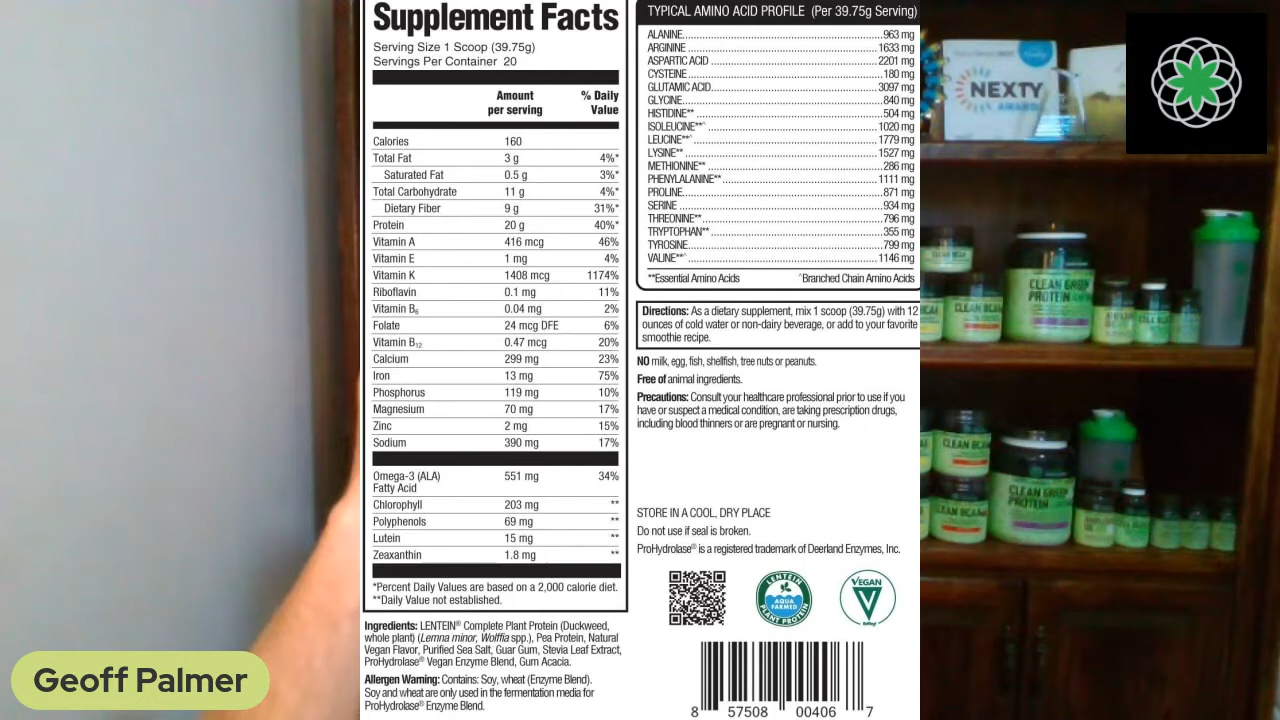 Supplement Facts
Serving Size 1 Scoop (39.75g)
Servings Per Container 20
Amount per serving % Daily Value
Calories 160
Total Fat 3 g 4%*
Saturated Fat 0.5 g 3%*
Total Carbohydrate 11 g 4%*
Dietary Fiber 9 g 31%*
Protein 20 g 40%*
Vitamin A 416 mcg 46%
Vitamin E 1 mg 4%
Vitamin K 1408 mcg 1174%
Riboflavin 0.1 mg 11%
Vitamin B6 0.04 mg 2%
Folate 24 mcg DFE 6%
Vitamin B12 0.47 mcg 20%
Calcium 299 mg 23%
Iron 13 mg 75%
Phosphorus 119 mg 10%
Magnesium 70 mg 17%
Zinc 2 mg 15%
Sodium 390 mg 17%
Omega-3 (ALA) 551 mg 34%
Fatty Acid
Chlorophyll 203 mg **
Polyphenols 69 mg **
Lutein 15 mg **
Zeaxanthin 1.8 mg **
*Percent Daily Values are based on a 2,000 calorie diet.
**Daily Value not established.
Ingredients: LENTEIN® Complete Plant Protein (Duckweed,
whole plant) (Lemna minor, Wolffia spp.), Pea Protein, Natural
Vegan Flavor, Purified Sea Salt, Guar Gum, Stevia Leaf Extract,
ProHydrolase® Vegan Enzyme Blend, Gum Acacia.
Allergen Warning: Contains: Soy, wheat (Enzyme Blend).
Soy and wheat are only used in the fermentation media for
ProHydrolase® Enzyme Blend.
TYPICAL AMINO ACID PROFILE (Per 39.75g Serving)
ALANINE 963 mg
ARGININE 1633 mg
ASPARTIC ACID 2201 mg
CYSTEINE 180 mg
GLUTAMIC ACID 3097 mg
GLYCINE 840 mg
HISTIDINE** 504 mg
ISOLEUCINE**^ 1020 mg
LEUCINE**^ 1779 mg
LYSINE** 1527 mg
METHIONINE** 286 mg
PHENYLALANINE** 1111 mg
PROLINE 871 mg
SERINE 934 mg
THREONINE** 796 mg
TRYPTOPHAN** 355 mg
TYROSINE 799 mg
VALINE**^ 1146 mg
**Essential Amino Acids ^Branched Chain Amino Acids
Directions: As a dietary supplement, mix 1 scoop (39.75g) with 12
ounces of cold water or non-dairy beverage, or add to your favorite
smoothie recipe.
NO milk, egg, fish, shellfish, tree nuts or peanuts.
Free of animal ingredients.
Precautions: Consult your healthcare professional prior to use if you
have or suspect a medical condition, are taking prescription drugs,
including blood thinners or are pregnant or nursing.
STORE IN A COOL, DRY PLACE
Do not use if seal is broken.
ProHydrolase® is a registered trademark of Deerland Enzymes, Inc.
LENTEIN
AQUA
FARMED
PLANT PROTEIN
VEGAN
8 57508 00406 7
NEXTY
AWARD
CLEAN BCAA
CLEAN GREEN
PROTEIN
CLEAN BCAA
CLEAN GREEN
PROTEIN
CLEAN BCAA
Geoff Palmer